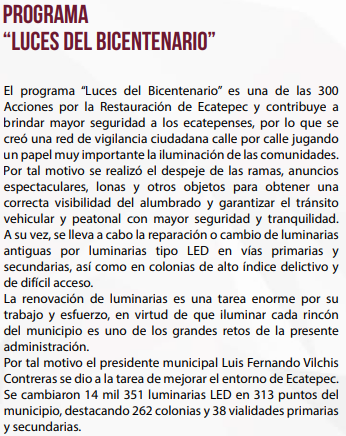 PROGRAMA
“LUCES DEL BICENTENARIO”
El programa “Luces del Bicentenario” es una de las 300
Acciones por la Restauración de Ecatepec y contribuye a
brindar mayor seguridad a los ecatepenses, por lo que se
creó una red de vigilancia ciudadana calle por calle jugando
un papel muy importante la iluminación de las comunidades.
Por tal motivo se realizó el despeje de las ramas, anuncios
espectaculares, lonas y otros objetos para obtener una
correcta visibilidad del alumbrado y garantizar el tránsito
vehicular y peatonal con mayor seguridad y tranquilidad.
A su vez, se lleva a cabo la reparación o cambio de luminarias
antiguas por luminarias tipo LED en vías primarias y
secundarias, así como en colonias de alto índice delictivo y
de difícil acceso.
La renovación de luminarias es una tarea enorme por su
trabajo y esfuerzo, en virtud de que iluminar cada rincón
del municipio es uno de los grandes retos de la presente
administración.
Por tal motivo el presidente municipal Luis Fernando Vilchis
Contreras se dio a la tarea de mejorar el entorno de Ecatepec.
Se cambiaron 14 mil 351 luminarias LED en 313 puntos del
municipio, destacando 262 colonias y 38 vialidades primarias
y secundarias.